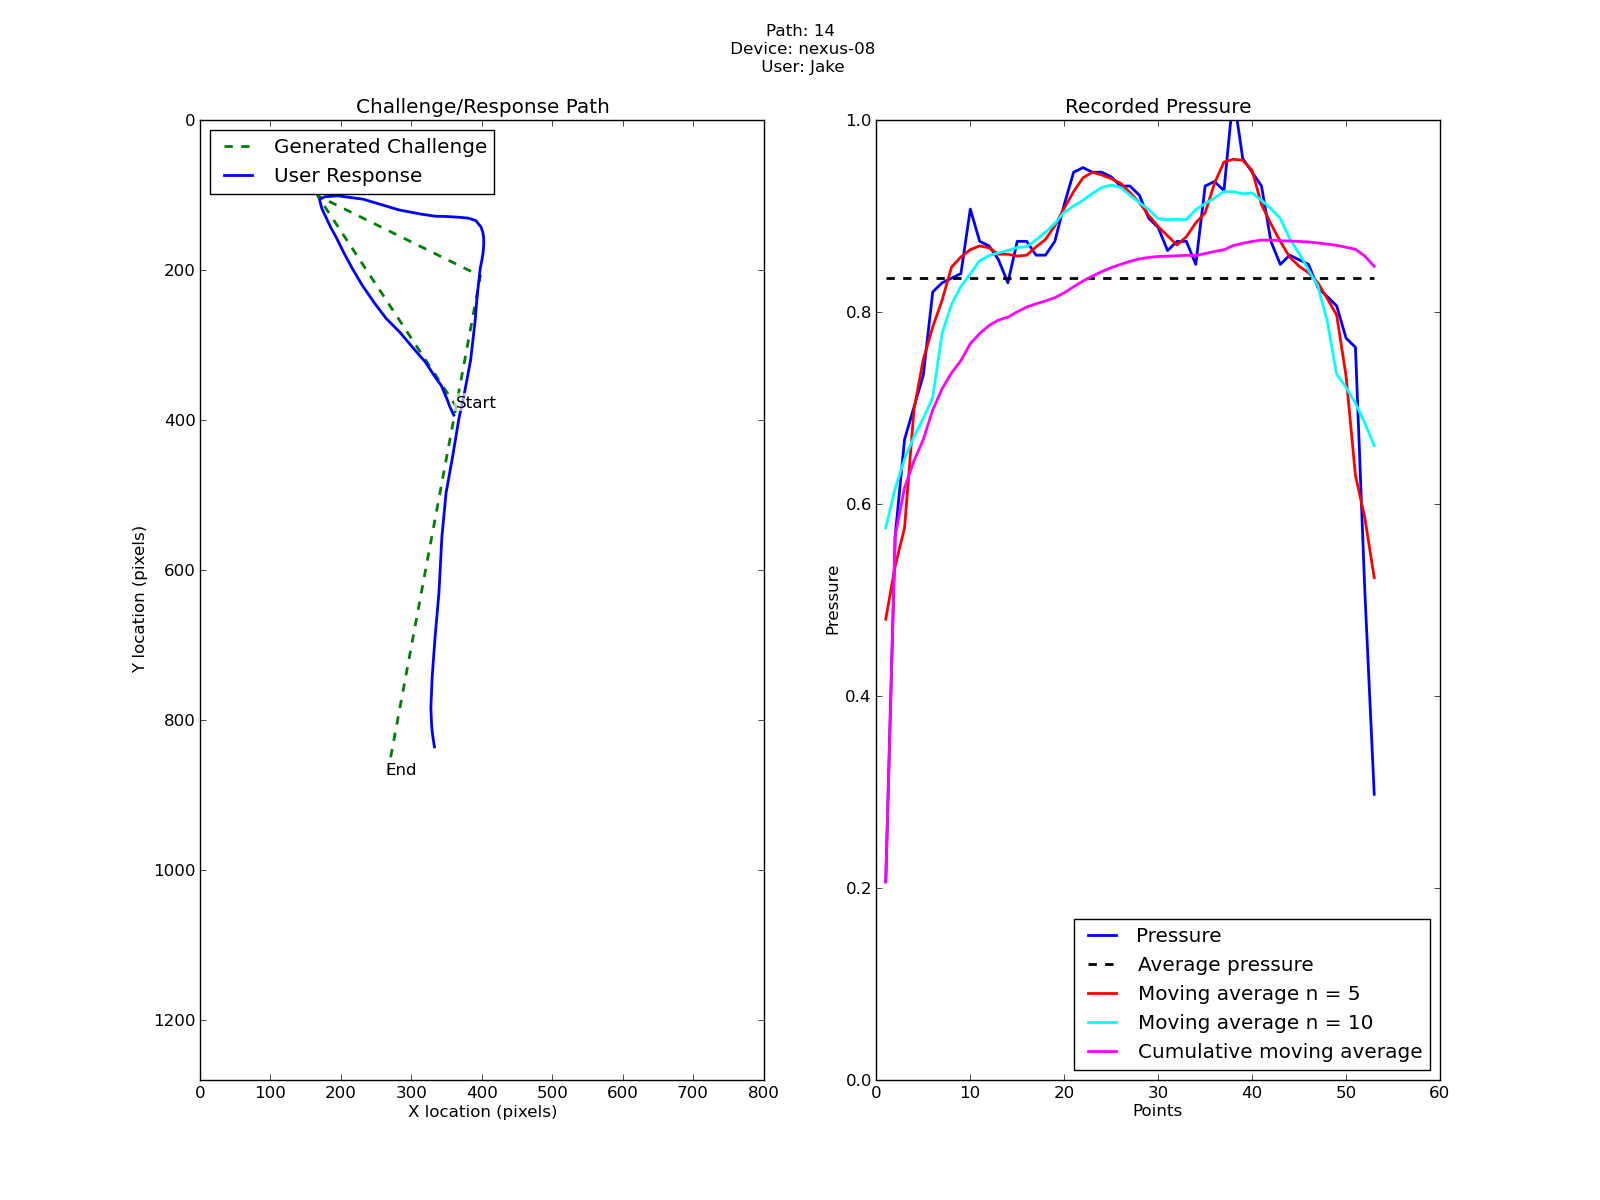 Path: 14
Device: nexus-08
User: Jake
Challenge/Response Path
Generated Challenge
User Response
0
200
400
600
800
1000
1200
Y location (pixels)
Start
End
0 100 200 300 400 500 600 700 800
X location (pixels)
Recorded Pressure
1.0
0.8
0.6
0.4
0.2
0.0
Pressure
Pressure
Average pressure
Moving average n = 5
Moving average n = 10
Cumulative moving average
0 10 20 30 40 50 60
Points